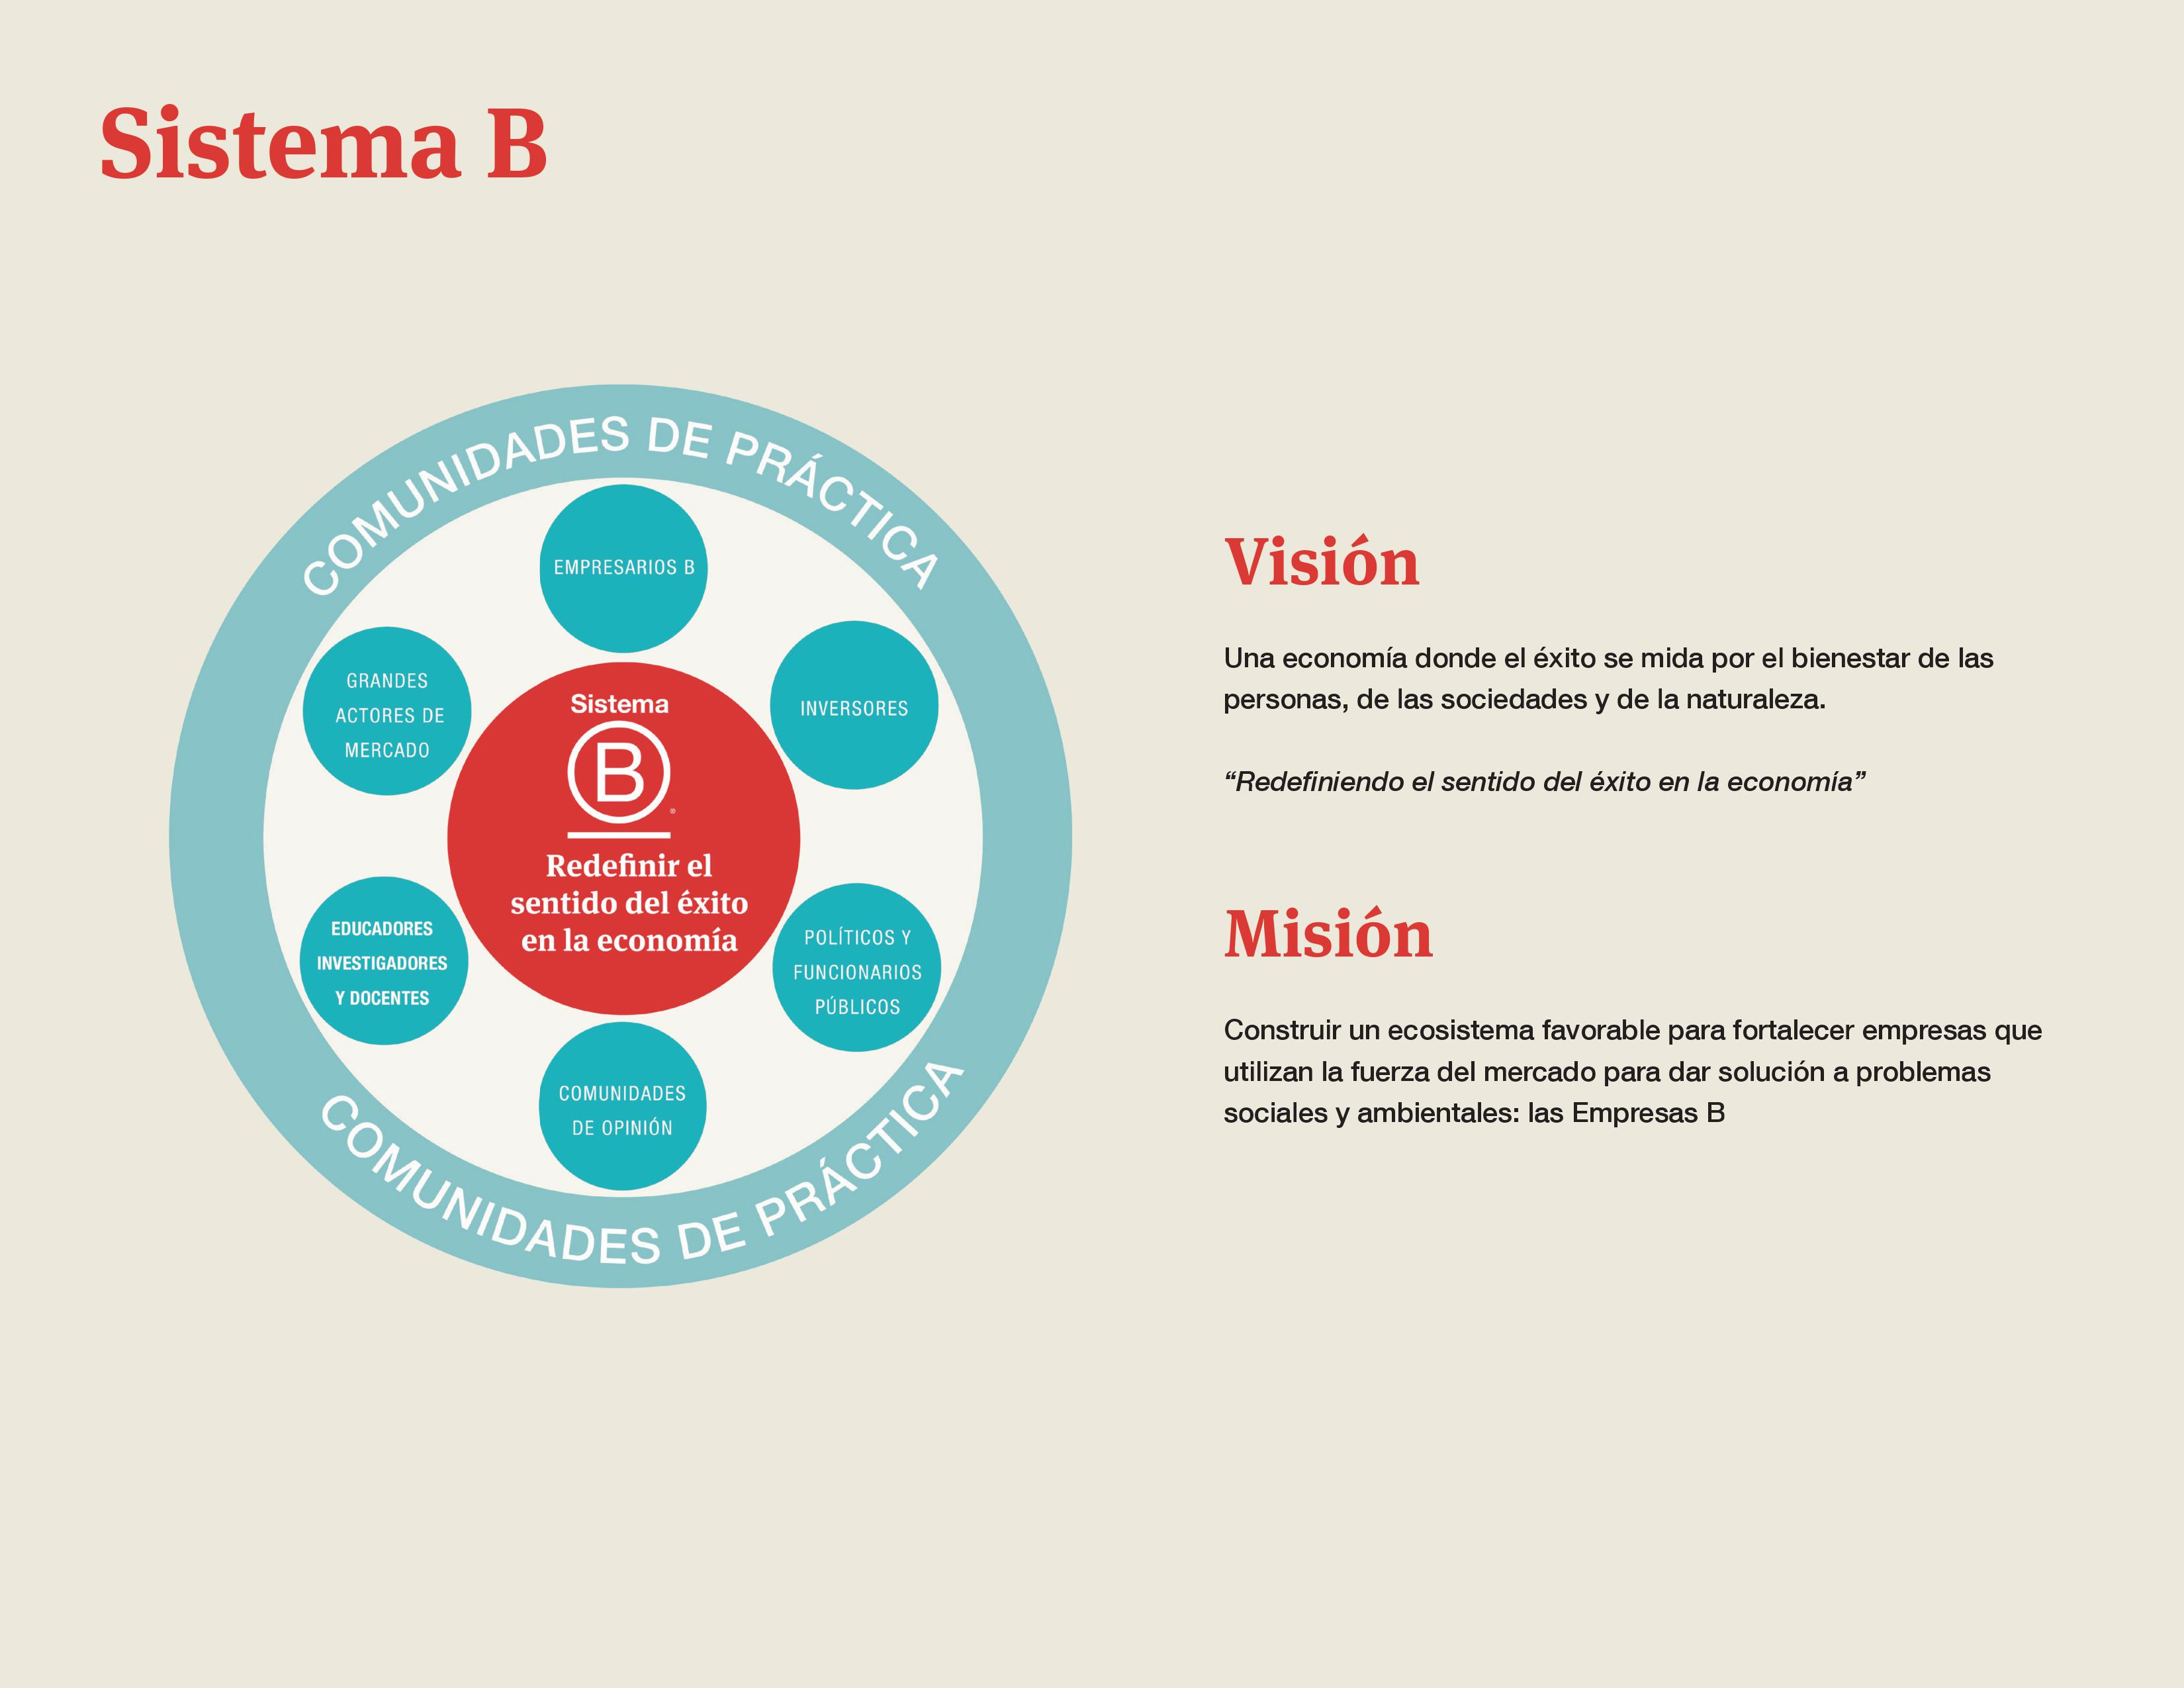 Sistema B
COMUNIDADES DE PRÁCTICA
EMPRESARIOS B
INVERSORES
POLÍTICOS Y
FUNCIONARIOS
PÚBLICOS
COMUNIDADES
DE OPINIÓN
EDUCADORES
INVESTIGADORES
Y DOCENTES
GRANDES
ACTORES DE
MERCADO
Sistema
B
®
Redefinir el
sentido del éxito
en la economía
COMUNIDADES DE PRÁCTICA
Visión
Una economía donde el éxito se mida por el bienestar de las
personas, de las sociedades y de la naturaleza.
“Redefiniendo el sentido del éxito en la economía”
Misión
Construir un ecosistema favorable para fortalecer empresas que
utilizan la fuerza del mercado para dar solución a problemas
sociales y ambientales: las Empresas B